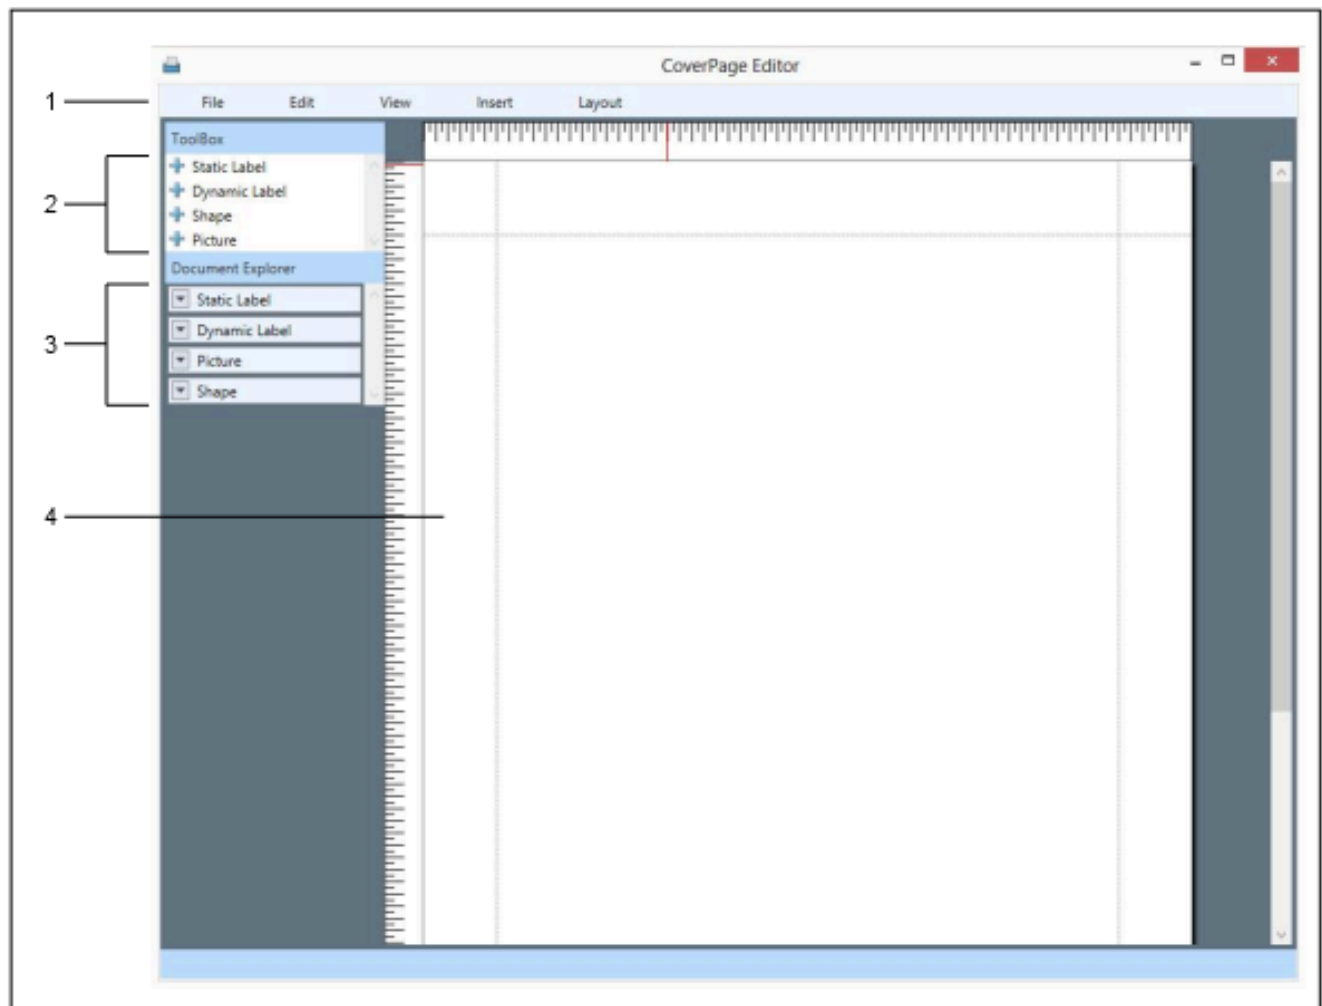 CoverPage Editor
1
File Edit View Insert Layout
ToolBox
2
Static Label
Dynamic Label
Shape
Picture
Document Explorer
3
Static Label
Dynamic Label
Picture
Shape
4